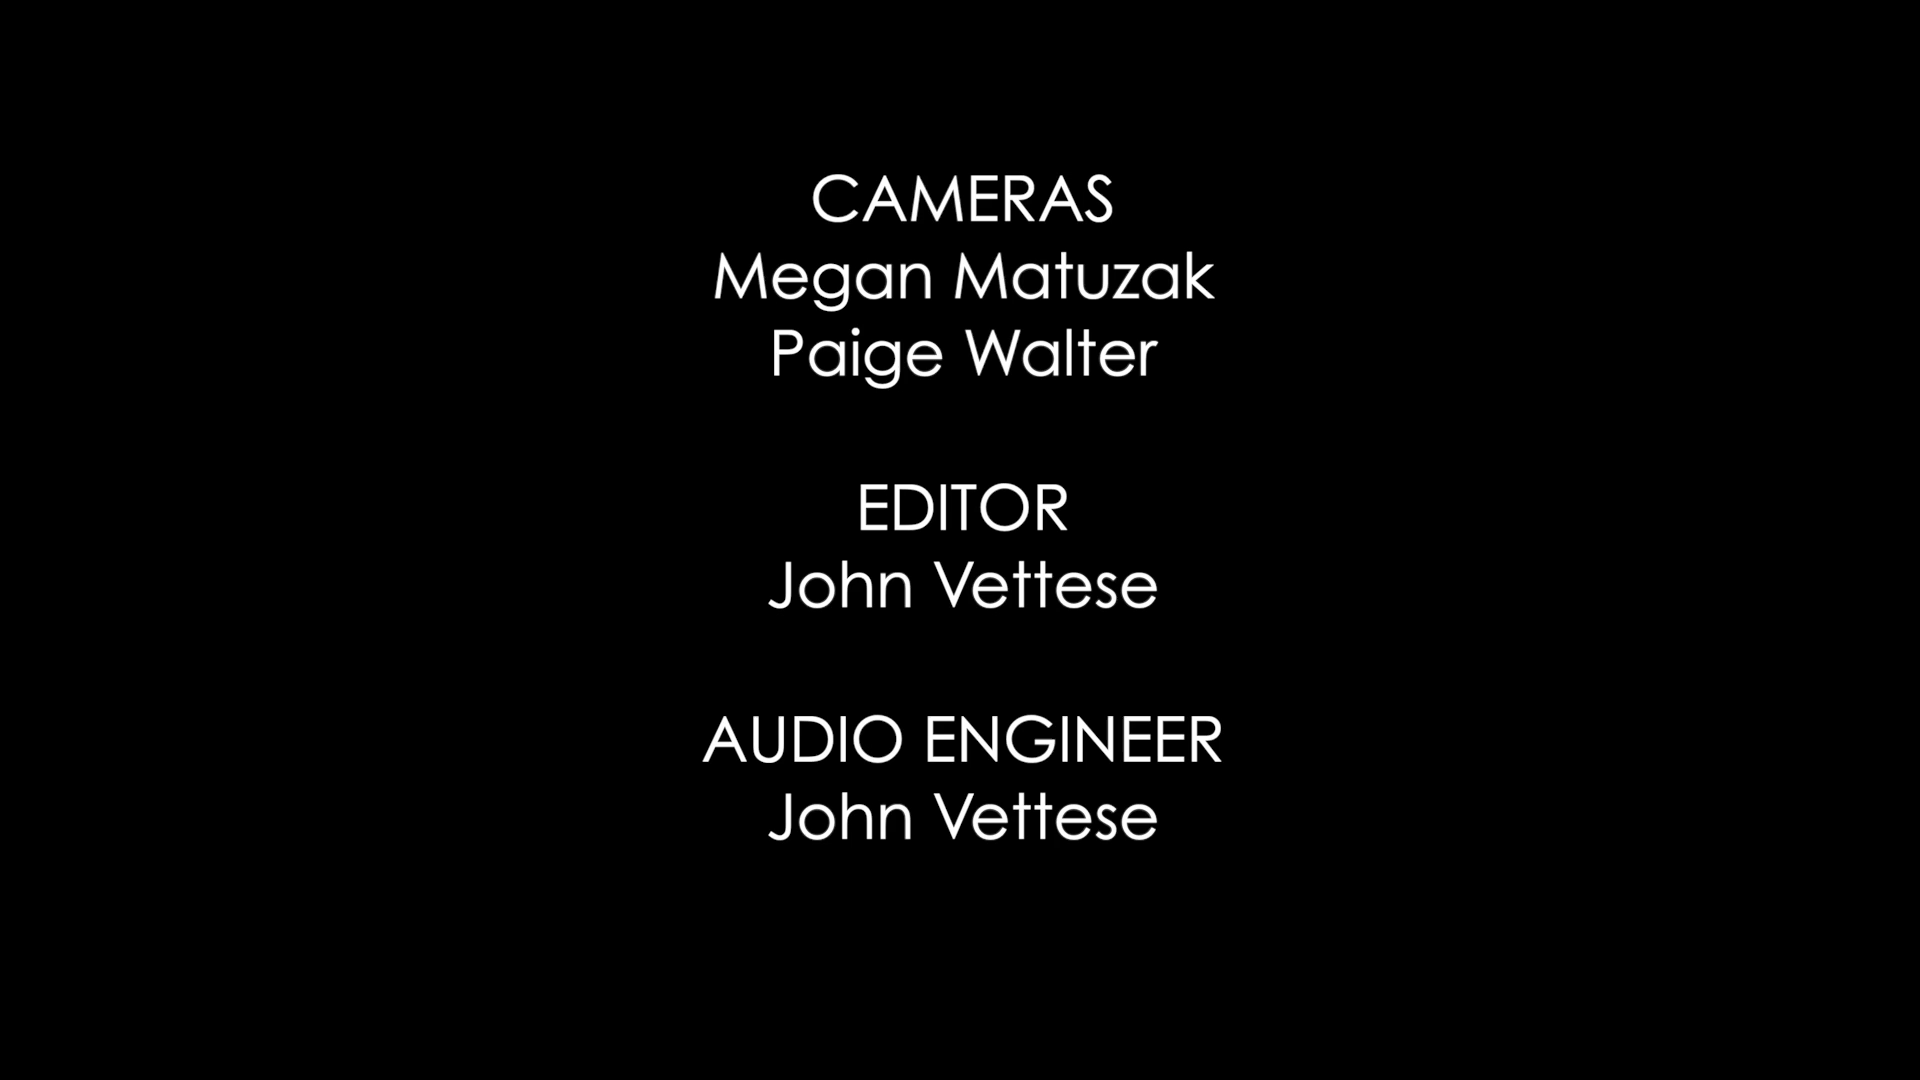 CAMERAS
Megan Matuzak
Paige Walter
EDITOR
John Vettese
AUDIO ENGINEER
John Vettese